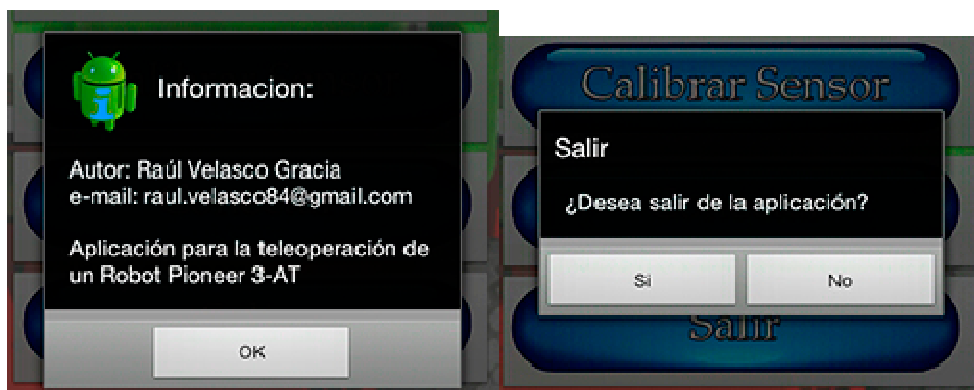 Informacion:
Autor: Raúl Velasco Gracia
e-mail: raul.velasco84@gmail.com
Aplicación para la teleoperación de
un Robot Pioneer 3-AT
OK
Calibrar Sensor
Salir
¿Desea salir de la aplicación?
Si
No
Salir